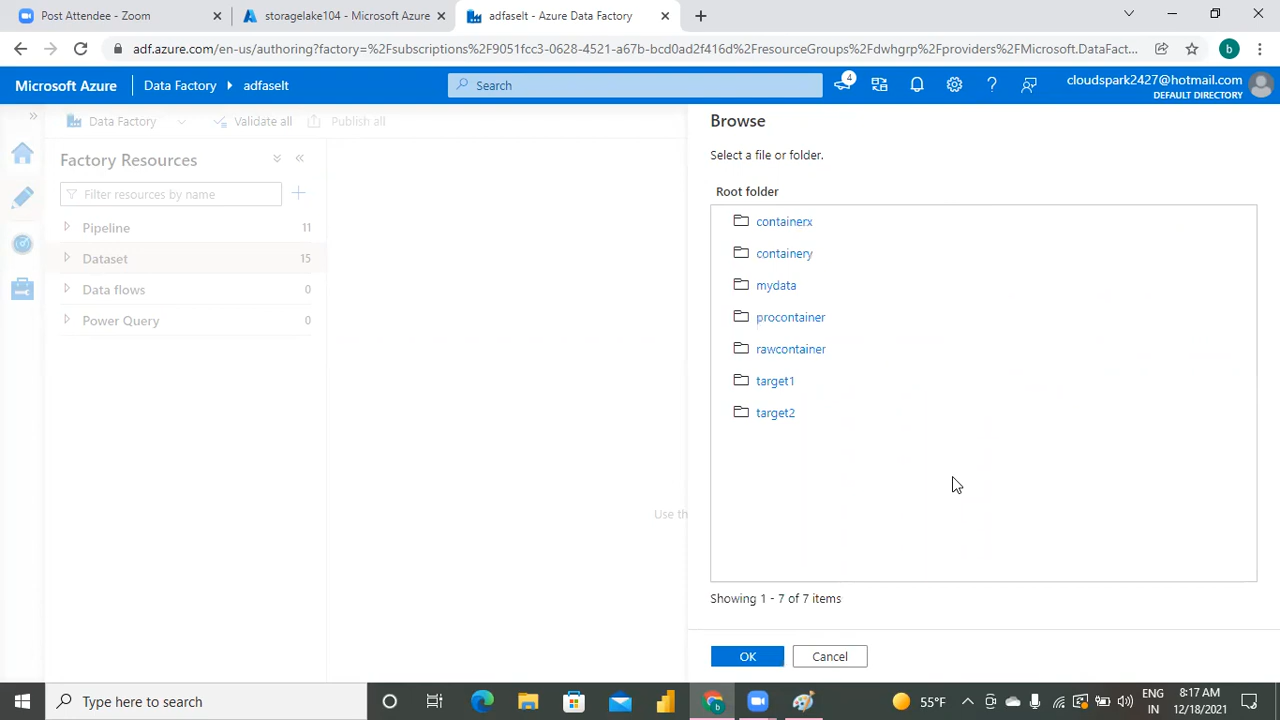 Post Attendee - Zoom
storagelake104 - Microsoft Azure
adfaselt - Azure Data Factory
adf.azure.com/en-us/authoring?factory=%2Fsubscriptions%2F9051fcc3-0628-4521-a67b-bcd0ad2f416d%2FresourceGroups%2Fdwhgrp%2Fproviders%2FMicrosoft.DataFact...
b
Microsoft Azure
Data Factory
adfaselt
Search
4
cloudspark2427@hotmail.com
DEFAULT DIRECTORY
Data Factory
Validate all
Publish all
Factory Resources
Filter resources by name
Pipeline 11
Dataset 15
Data flows 0
Power Query 0
Use th
Browse
Select a file or folder.
Root folder
containerx
containery
mydata
procontainer
rawcontainer
target1
target2
Showing 1 - 7 of 7 items
OK
Cancel
Type here to search
b
55°F
ENG
IN
8:17 AM
12/18/2021